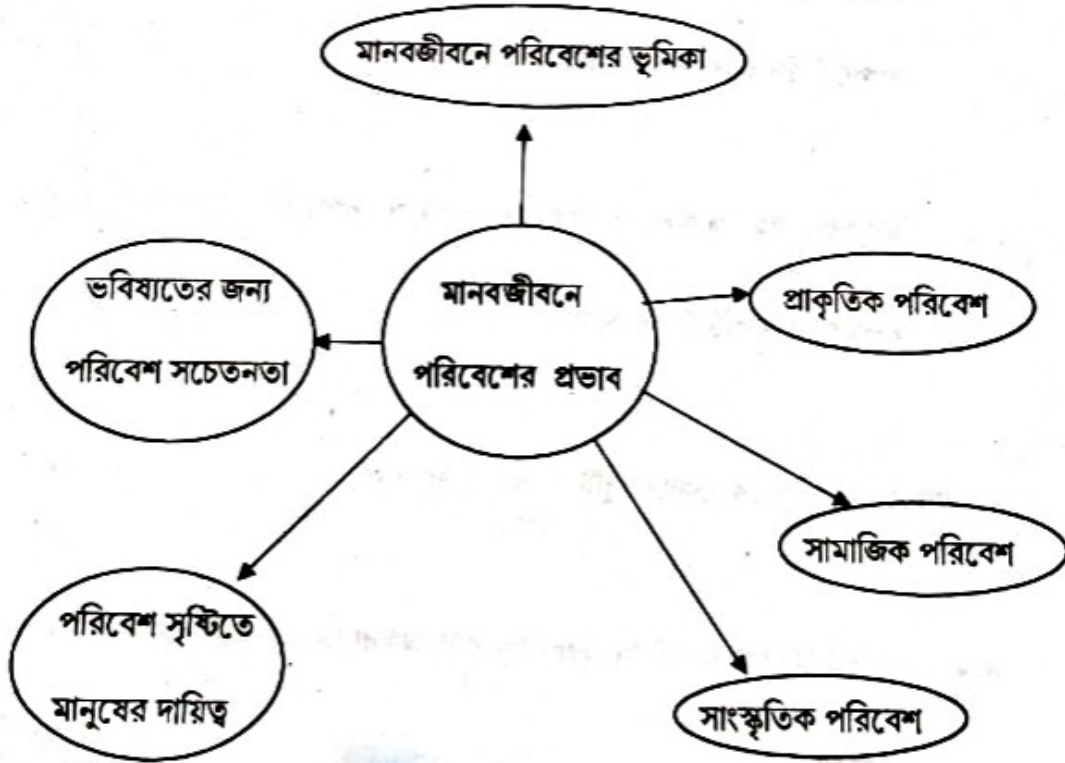 মানবজীবনে পরিবেশের ভূমিকা
ভবিষ্যতের জন্য
পরিবেশ সচেতনতা
মানবজীবনে
পরিবেশের প্রভাব
প্রাকৃতিক পরিবেশ
সামাজিক পরিবেশ
পরিবেশ সৃষ্টিতে
মানুষের দায়িত্ব
সাংস্কৃতিক পরিবেশ